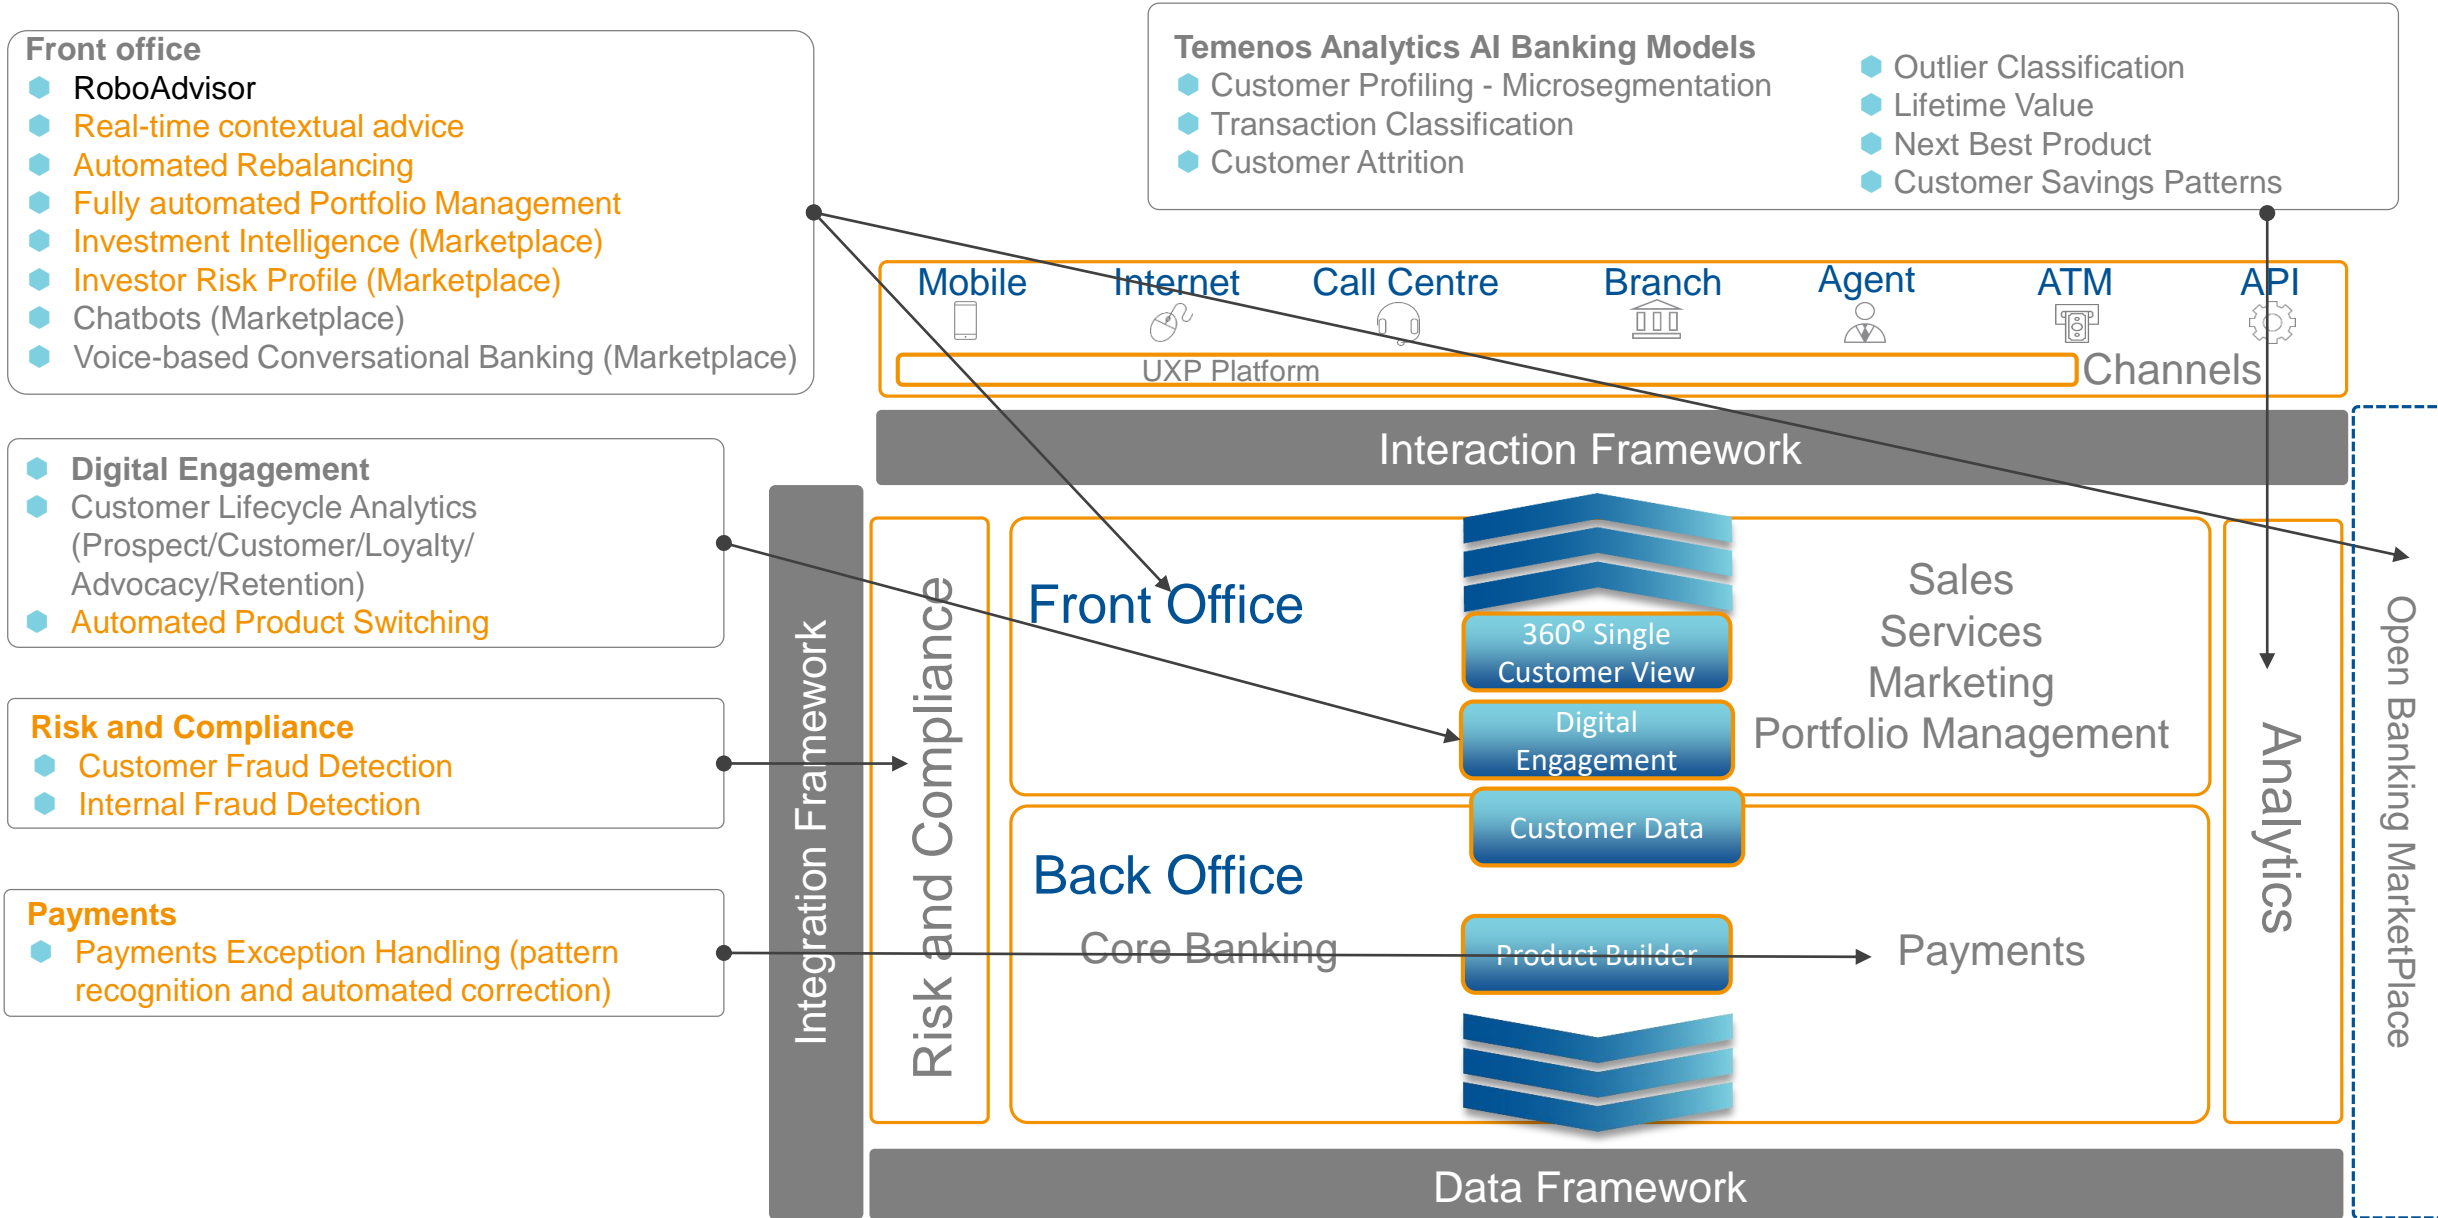 Front office
RoboAdvisor
Real-time contextual advice
Automated Rebalancing
Fully automated Portfolio Management
Investment Intelligence (Marketplace)
Investor Risk Profile (Marketplace)
Chatbots (Marketplace)
Voice-based Conversational Banking (Marketplace)
Temenos Analytics AI Banking Models
Customer Profiling - Microsegmentation
Transaction Classification
Customer Attrition
Outlier Classification
Lifetime Value
Next Best Product
Customer Savings Patterns
Mobile
Internet
Call Centre
Branch
Agent
ATM
API
UXP Platform
Channels
Interaction Framework
Digital Engagement
Customer Lifecycle Analytics
(Prospect/Customer/Loyalty/
Advocacy/Retention)
Automated Product Switching
Risk and Compliance
Customer Fraud Detection
Internal Fraud Detection
Payments
Payments Exception Handling (pattern
recognition and automated correction)
Integration Framework
Risk and Compliance
Front Office
360° Single
Customer View
Digital
Engagement
Sales
Services
Marketing
Portfolio Management
Customer Data
Back Office
Core Banking
Product Builder
Payments
Analytics
Open Banking MarketPlace
Data Framework